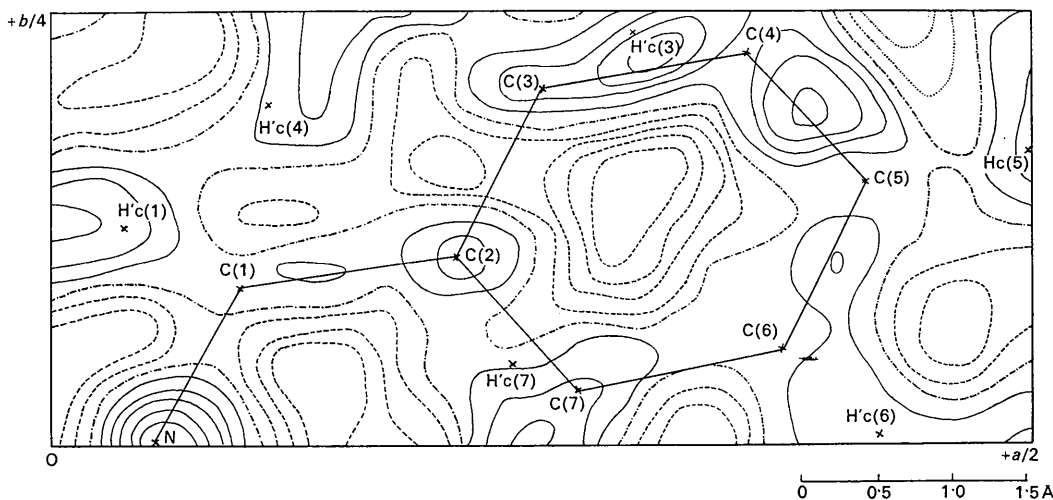 +b/4
C(4)
H'c(3)
C(3)
H'c(4)
Hc(5)
C(5)
H'c(1)
C(2)
C(1)
C(6)
H'c(7)
C(7)
H'c(6)
N
O
+a/2
0 0·5 1·0 1·5 Å